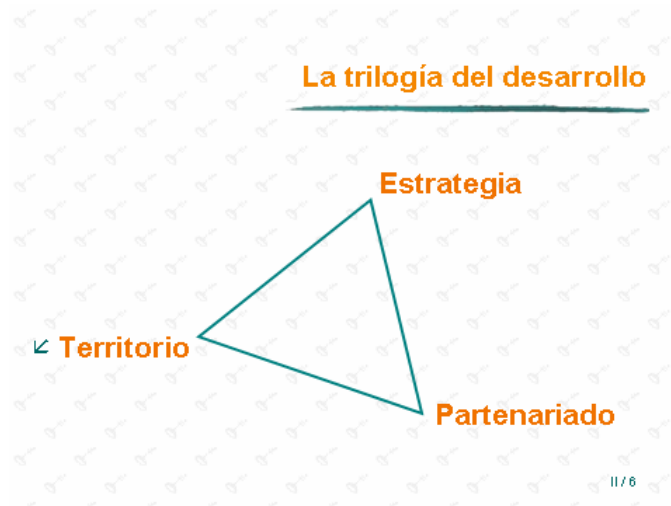 La trilogía del desarrollo
Estrategia
Territorio
Partenariado
II / 6